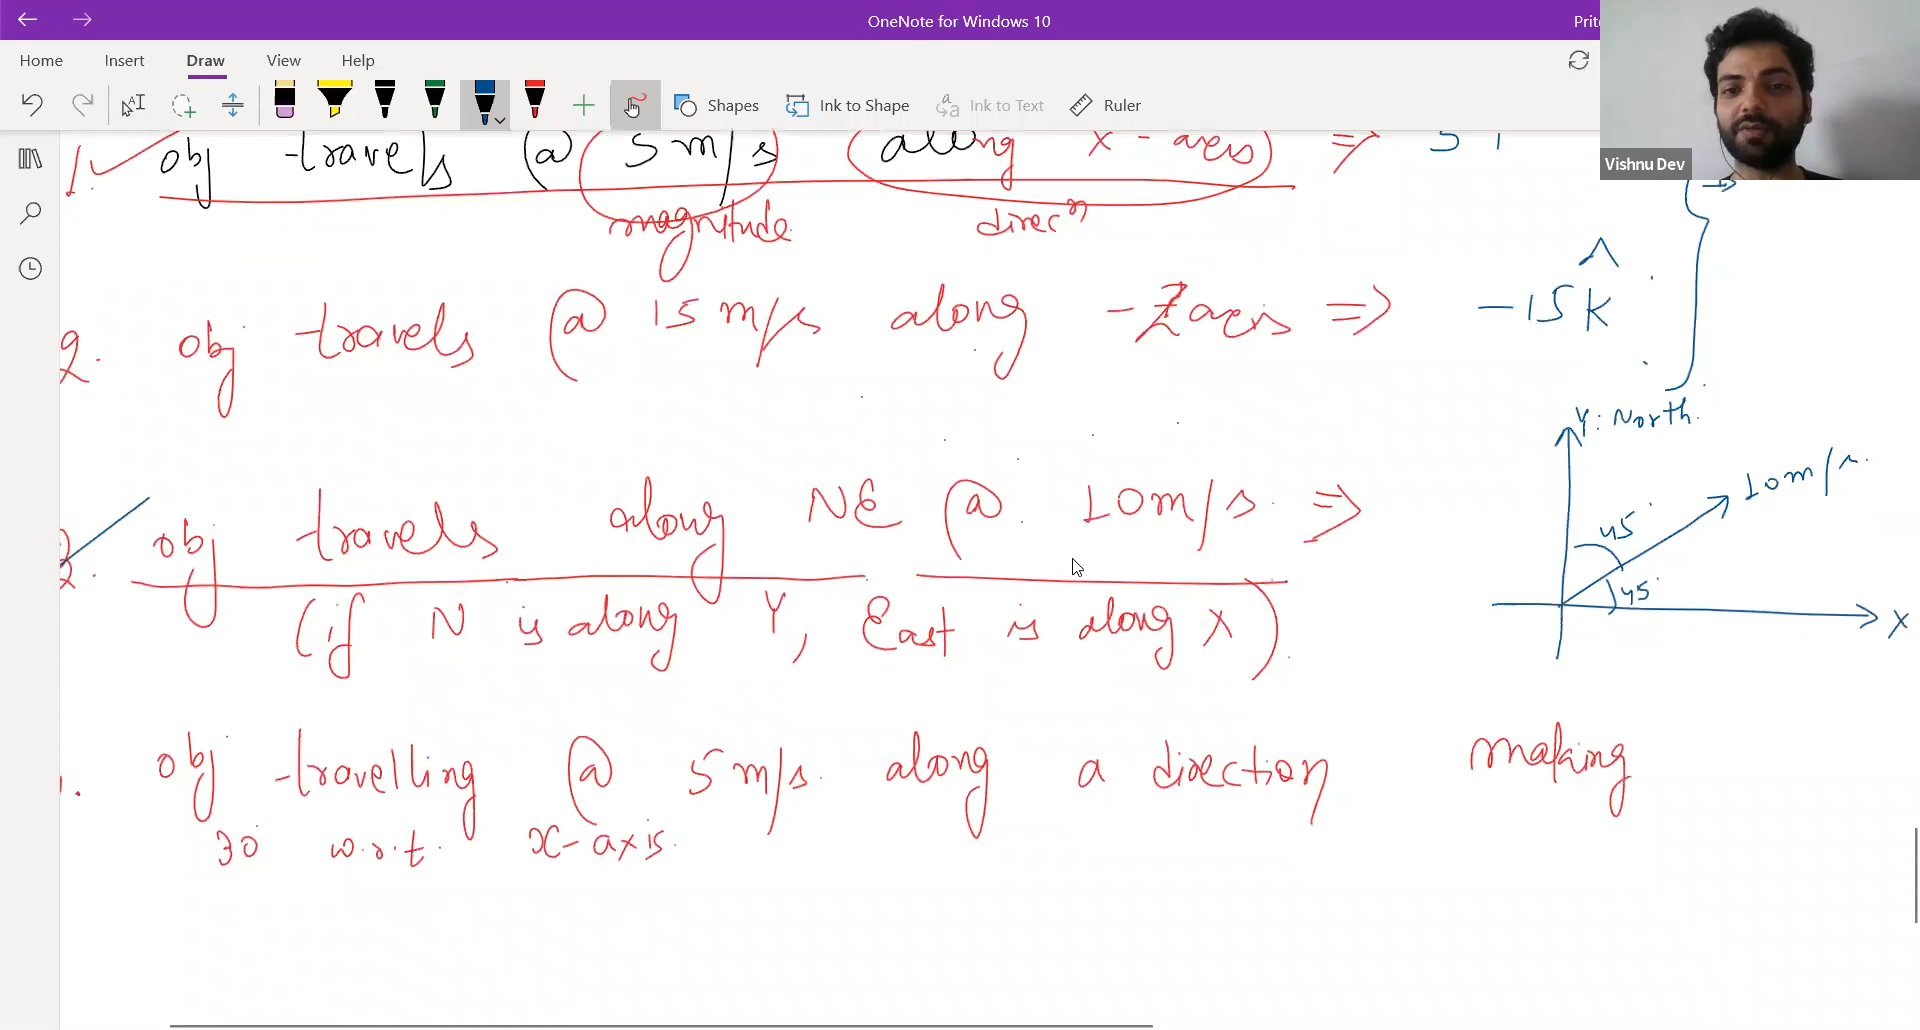 OneNote for Windows 10
Home Insert Draw View Help
Shapes Ink to Shape Ink to Text Ruler
Vishnu Dev
1. obj travels @ 5 m/s along x-axis =>
magnitude direcⁿ
2. obj travels @ 15 m/s along -Z axis => -15 k̂
obj travels along NE @ 10 m/s =>
(if N is along Y, East is along X)
Y: North
10 m/s
45°
45°
X
obj travelling @ 5 m/s along a direction making
30° w.r.t. x-axis.